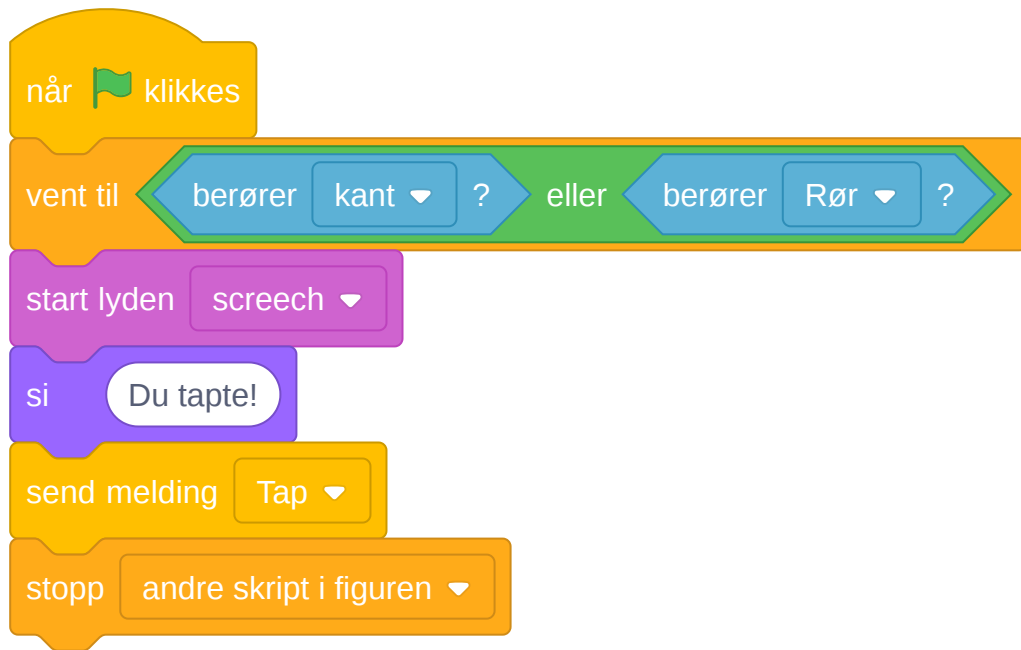 når klikkes
vent til berører kant ? eller berører Rør ?
start lyden screech
si Du tapte!
send melding Tap
stopp andre skript i figuren